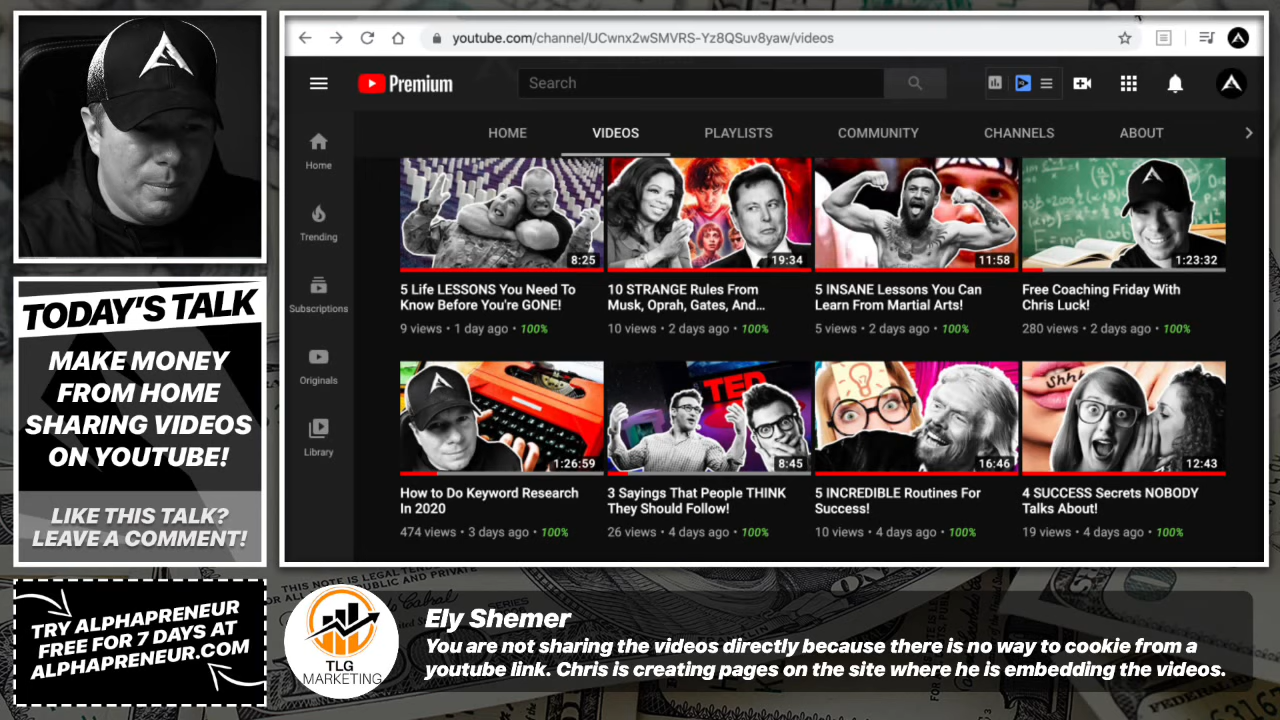 youtube.com/channel/UCwnx2wSMVRS-Yz8QSuv8yaw/videos
Premium
Search
HOME VIDEOS PLAYLISTS COMMUNITY CHANNELS ABOUT
Home
Trending
Subscriptions
Originals
Library
8:25
19:34
11:58
1:23:32
5 Life LESSONS You Need To
Know Before You're GONE!
9 views • 1 day ago • 100%
10 STRANGE Rules From
Musk, Oprah, Gates, And...
10 views • 2 days ago • 100%
5 INSANE Lessons You Can
Learn From Martial Arts!
5 views • 2 days ago • 100%
Free Coaching Friday With
Chris Luck!
280 views • 2 days ago • 100%
1:26:59
TED
8:45
16:46
Shhh
12:43
How to Do Keyword Research
In 2020
474 views • 3 days ago • 100%
3 Sayings That People THINK
They Should Follow!
26 views • 4 days ago • 100%
5 INCREDIBLE Routines For
Success!
10 views • 4 days ago • 100%
4 SUCCESS Secrets NOBODY
Talks About!
19 views • 4 days ago • 100%
TODAY'S TALK
MAKE MONEY
FROM HOME
SHARING VIDEOS
ON YOUTUBE!
LIKE THIS TALK?
LEAVE A COMMENT!
TRY ALPHAPRENEUR
FREE FOR 7 DAYS AT
ALPHAPRENEUR.COM
TLG
MARKETING
Ely Shemer
You are not sharing the videos directly because there is no way to cookie from a
youtube link. Chris is creating pages on the site where he is embedding the videos.